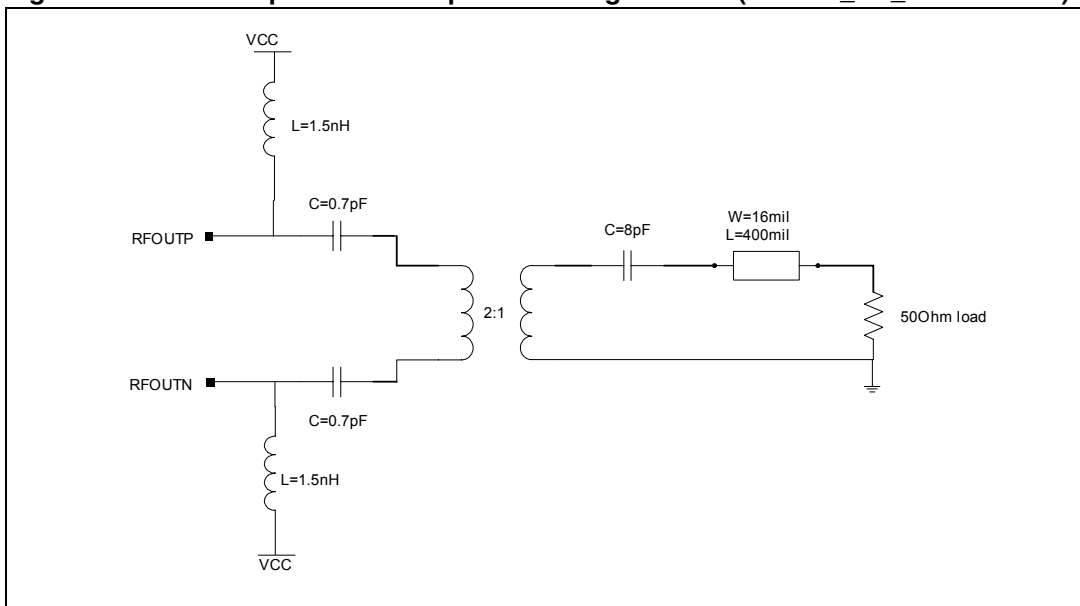 VCC
L=1.5nH
C=0.7pF
RFOUTP
W=16mil
L=400mil
C=8pF
2:1
50Ohm load
RFOUTN
C=0.7pF
L=1.5nH
VCC